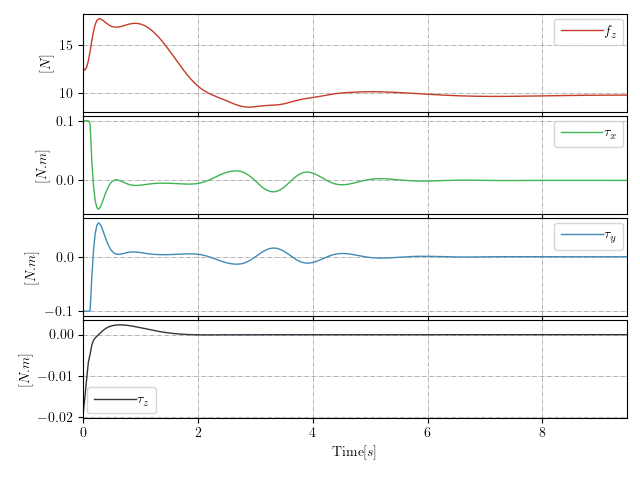 f_z
[N]
15
10
τ_x
[N.m]
0.1
0.0
τ_y
[N.m]
0.0
−0.1
[N.m]
0.00
−0.01
−0.02
τ_z
0 2 4 6 8
Time[s]